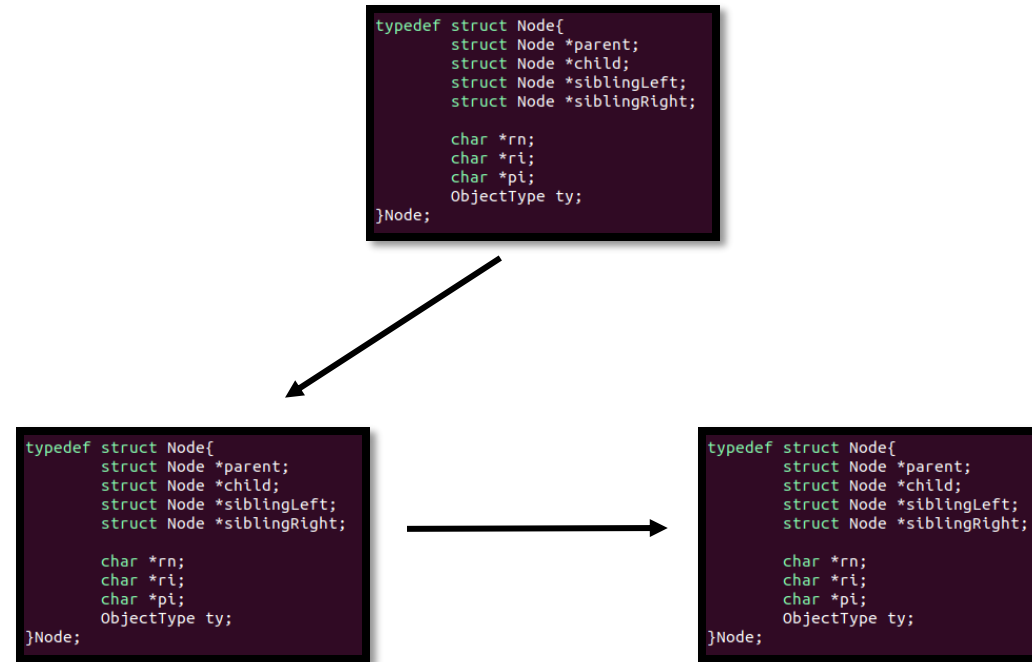 typedef struct Node{
        struct Node *parent;
        struct Node *child;
        struct Node *siblingLeft;
        struct Node *siblingRight;
        char *rn;
        char *ri;
        char *pi;
        ObjectType ty;
}Node;
typedef struct Node{
        struct Node *parent;
        struct Node *child;
        struct Node *siblingLeft;
        struct Node *siblingRight;
        char *rn;
        char *ri;
        char *pi;
        ObjectType ty;
}Node;
typedef struct Node{
        struct Node *parent;
        struct Node *child;
        struct Node *siblingLeft;
        struct Node *siblingRight;
        char *rn;
        char *ri;
        char *pi;
        ObjectType ty;
}Node;